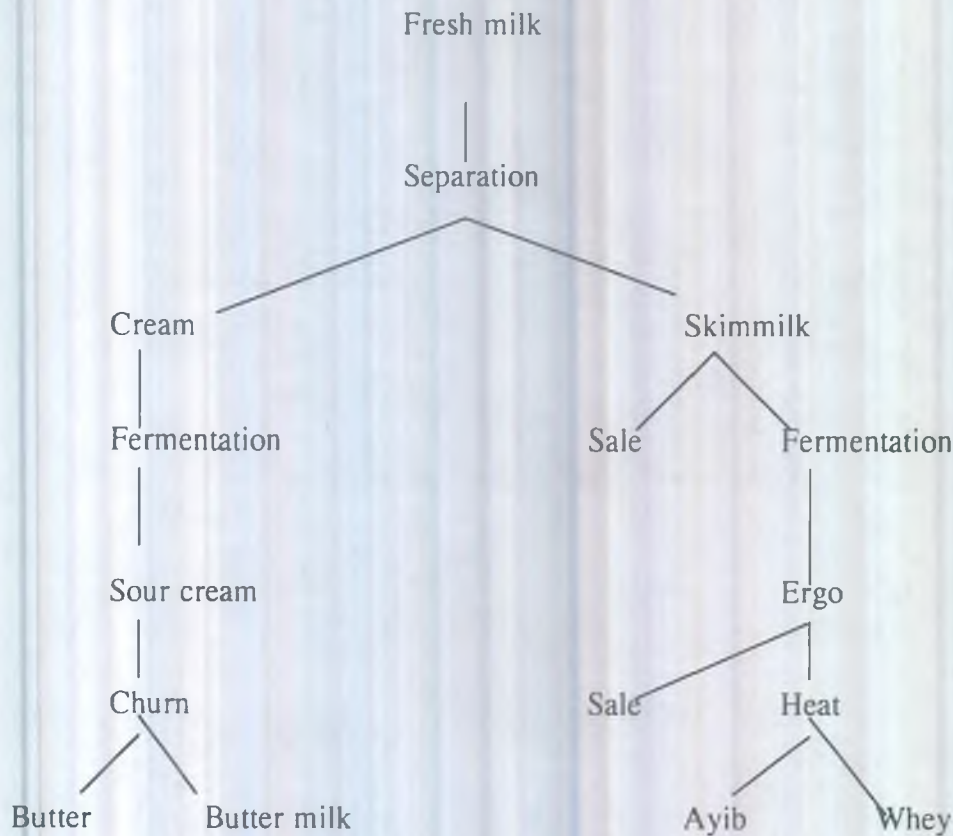 Fresh milk
Separation
Cream Skimmilk
Fermentation Sale Fermentation
Sour cream Ergo
Churn Sale Heat
Butter Butter milk Ayib Whey